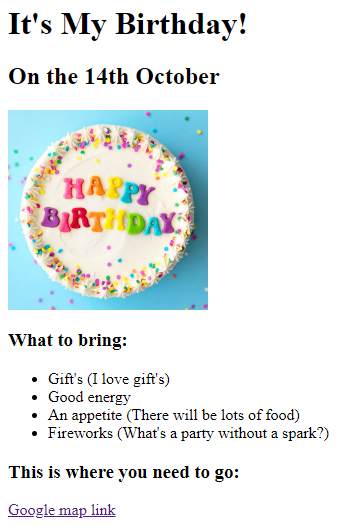 It's My Birthday!
On the 14th October
HAPPY
BIRTHDAY
What to bring:
Gift's (I love gift's)
Good energy
An appetite (There will be lots of food)
Fireworks (What's a party without a spark?)
This is where you need to go:
Google map link